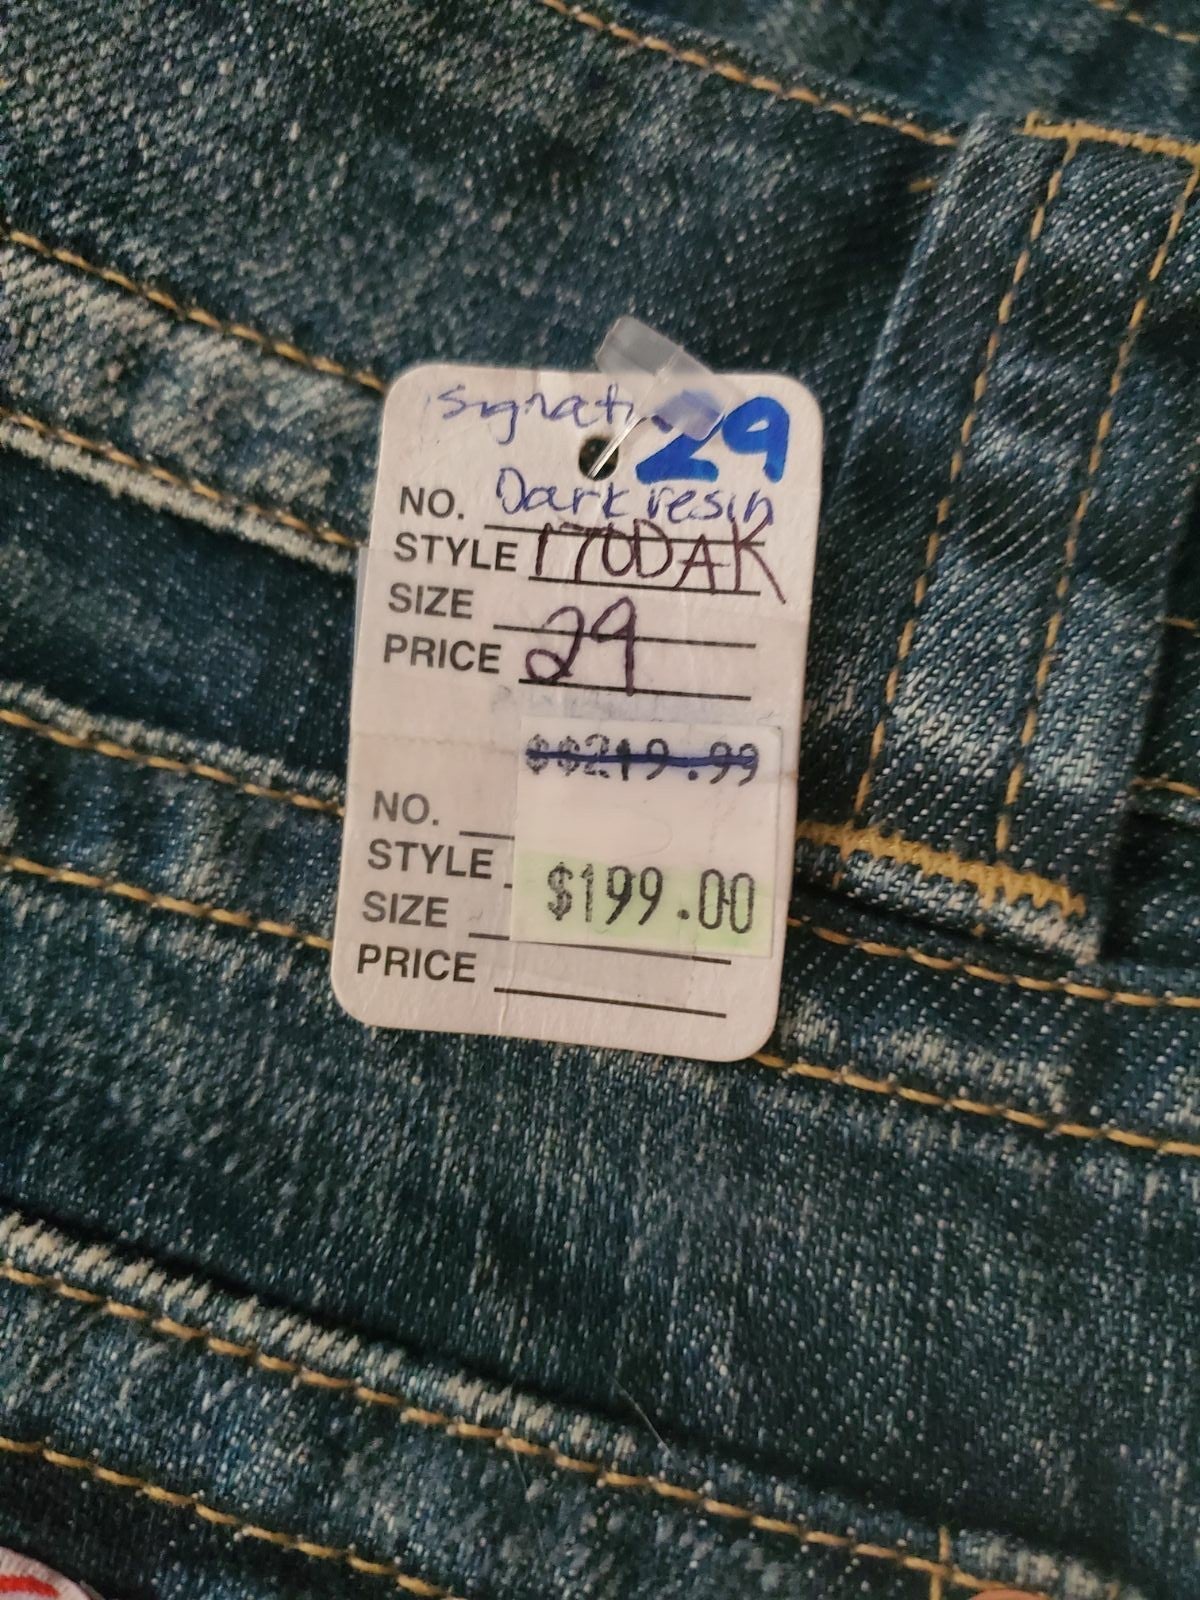 29
NO. Dark resin
STYLE 170DAK
SIZE
PRICE 29
$$219.99
NO.
STYLE
$199.00
SIZE
PRICE